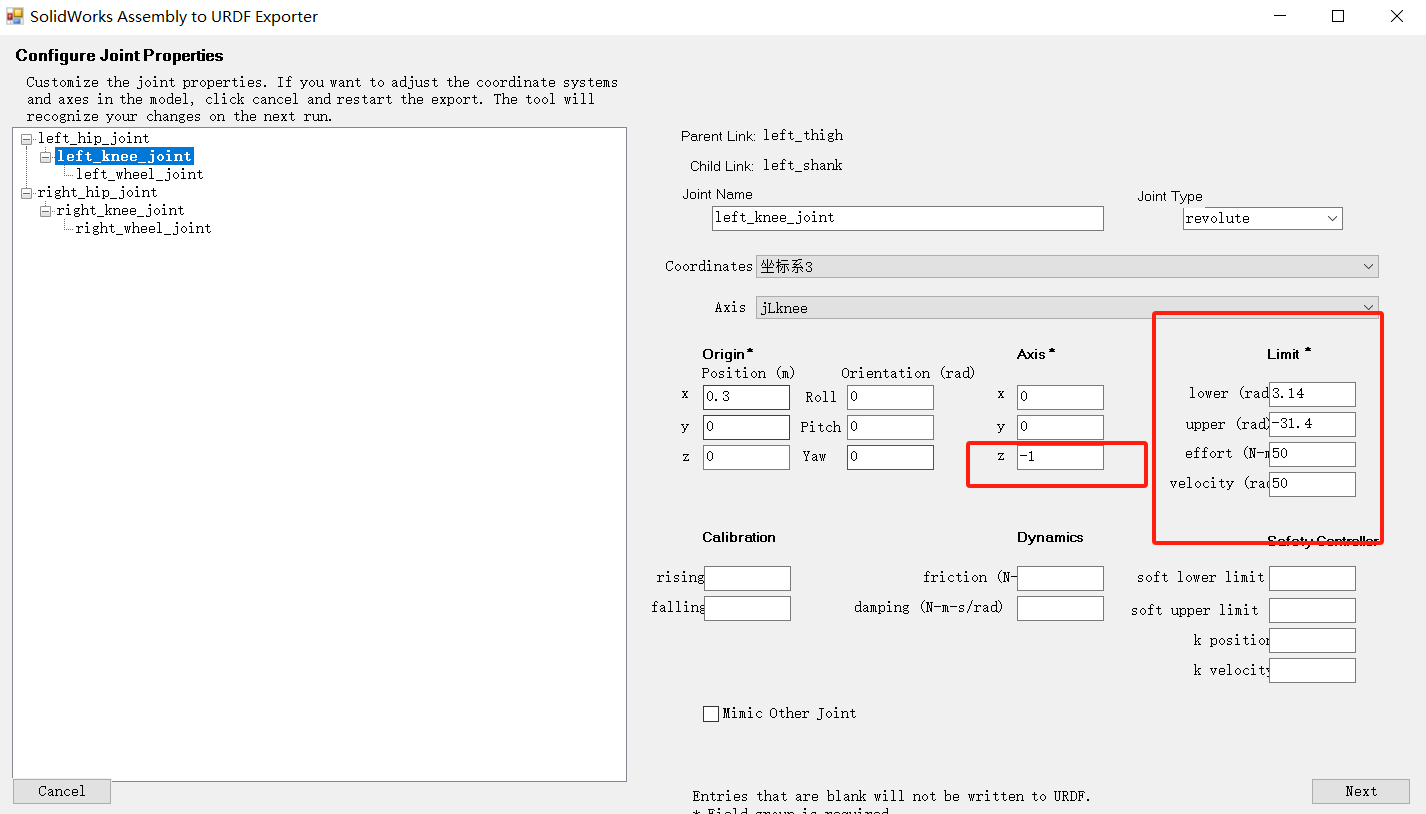 SolidWorks Assembly to URDF Exporter
Configure Joint Properties
Customize the joint properties. If you want to adjust the coordinate systems
and axes in the model, click cancel and restart the export. The tool will
recognize your changes on the next run.
left_hip_joint
left_knee_joint
left_wheel_joint
right_hip_joint
right_knee_joint
right_wheel_joint
Parent Link: left_thigh
Child Link: left_shank
Joint Name
Joint Type
left_knee_joint
revolute
Coordinates 坐标系3
Axis jLknee
Origin* Axis* Limit *
Position (m) Orientation (rad)
x 0.3 Roll 0 x 0 lower (rad 3.14
y 0 Pitch 0 y 0 upper (rad) -31.4
z 0 Yaw 0 z -1 effort (N-m 50
velocity (rad 50
Calibration Dynamics Safety Controller
rising friction (N- soft lower limit
falling damping (N-m-s/rad) soft upper limit
k position
k velocity
Mimic Other Joint
Cancel
Next
Entries that are blank will not be written to URDF.
* Field group is required